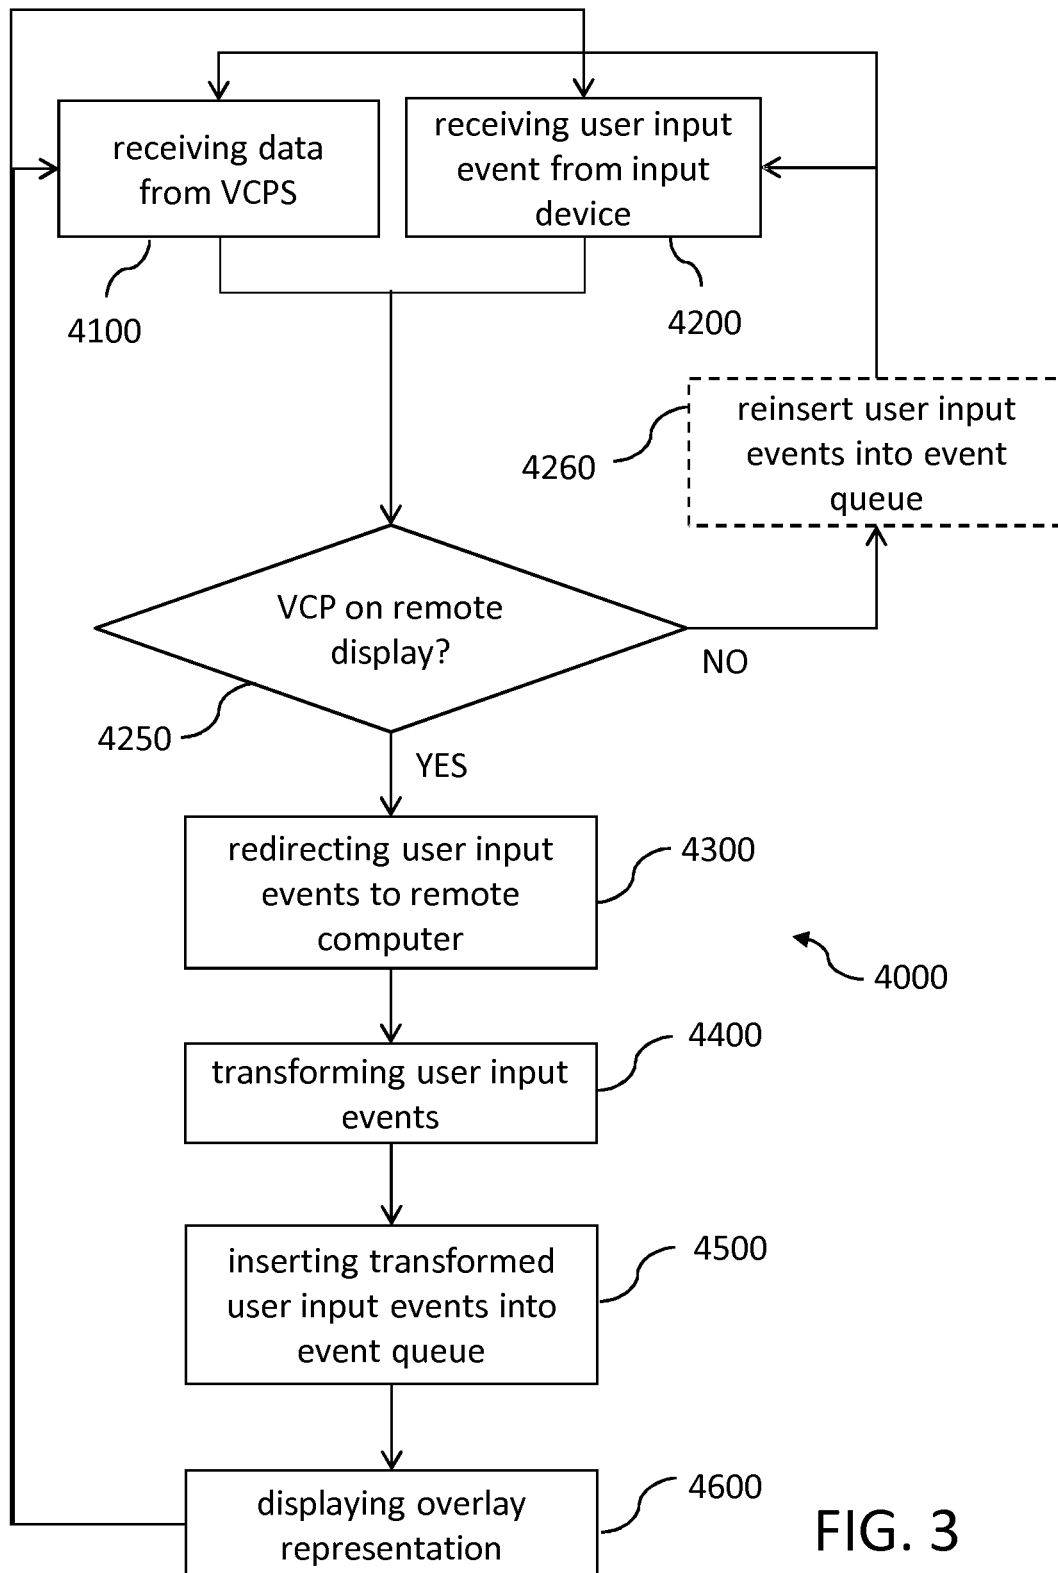 receiving data
from VCPS
receiving user input
event from input
device
4100
4200
reinsert user input
events into event
queue
4260
VCP on remote
display?
NO
4250
YES
redirecting user input
events to remote
computer
4300
4000
transforming user input
events
4400
inserting transformed
user input events into
event queue
4500
displaying overlay
representation
4600
FIG. 3